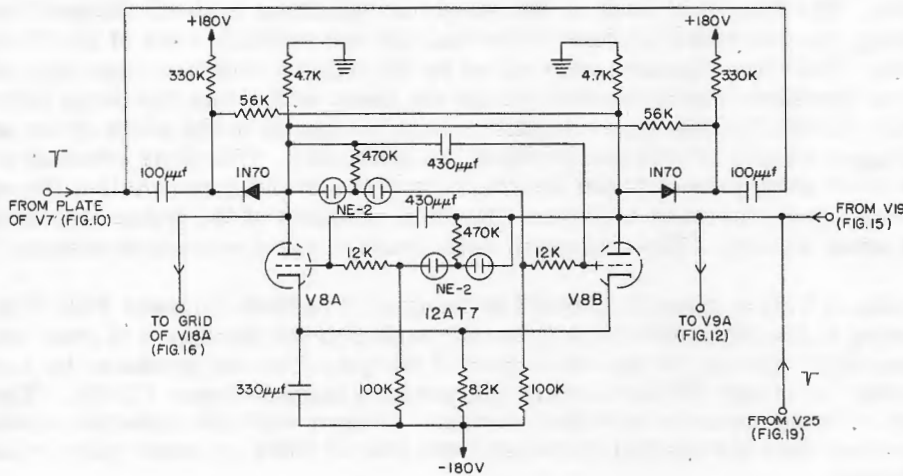 +180V
+180V
330K
47K
4.7K
330K
56K
56K
430µµf
470K
100µµf
1N70
1N70
100µµf
NE-2
430µµf
470K
FROM PLATE
OF V7 (FIG.10)
FROM V19
(FIG.15)
12K
12K
V8A
NE-2
V8B
12AT7
TO GRID
OF V18A
(FIG.16)
TO V9A
(FIG.12)
330µµf
100K
8.2K
100K
FROM V25
(FIG.19)
-180V